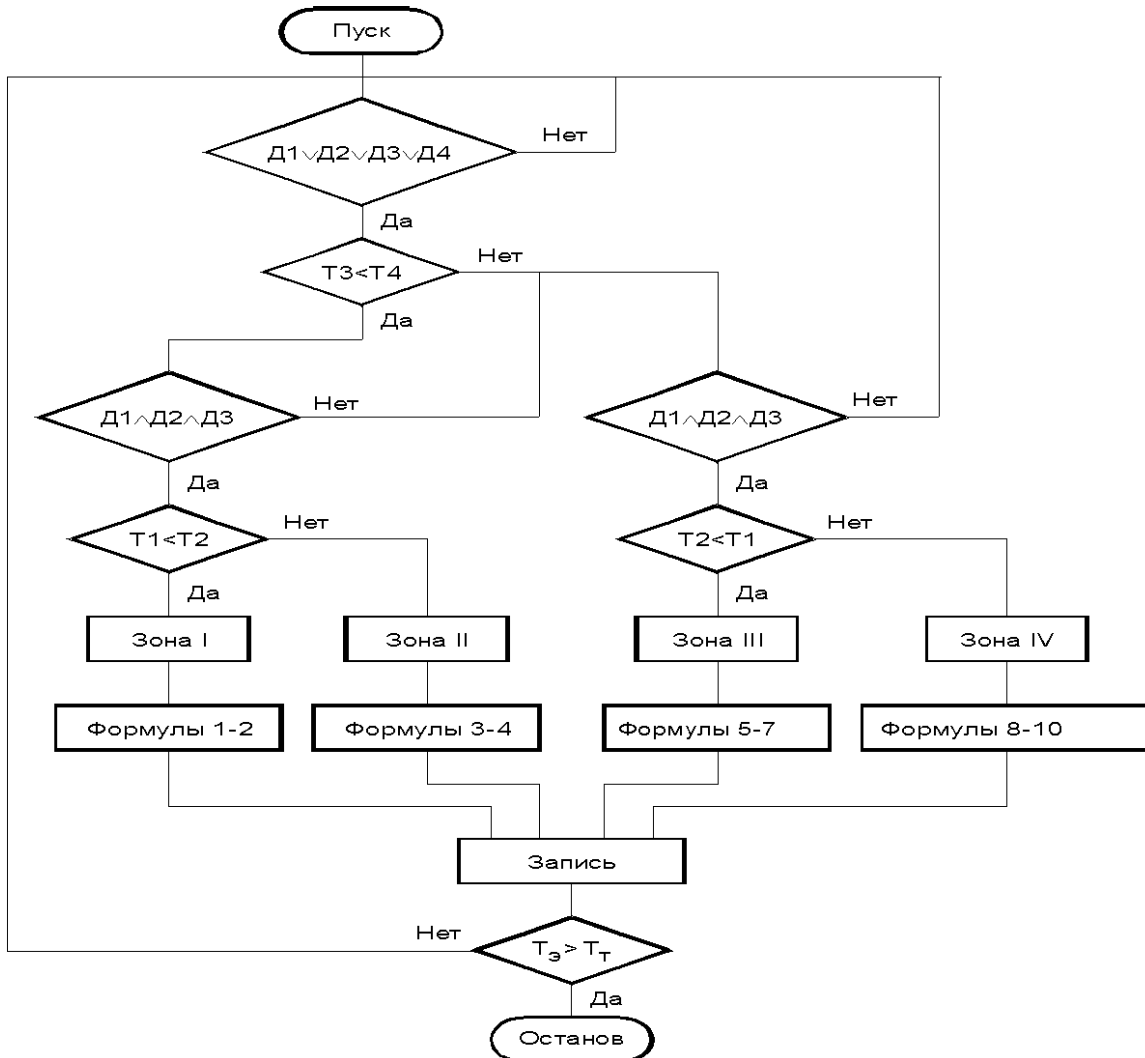 Пуск
Нет
Д1∨Д2∨Д3∨Д4
Да
Т3<Т4
Нет
Да
Д1∧Д2∧Д3
Нет
Д1∧Д2∧Д3
Нет
Да
Да
Т1<Т2
Нет
Т2<Т1
Нет
Да
Да
Зона I
Зона II
Зона III
Зона IV
Формулы 1-2
Формулы 3-4
Формулы 5-7
Формулы 8-10
Запись
Нет
Тэ> Тт
Да
Останов